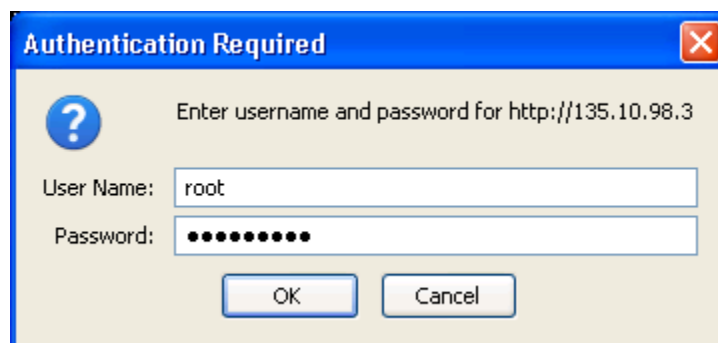 Authentication Required
Enter username and password for http://135.10.98.3
User Name: root
Password: •••••••••
OK Cancel